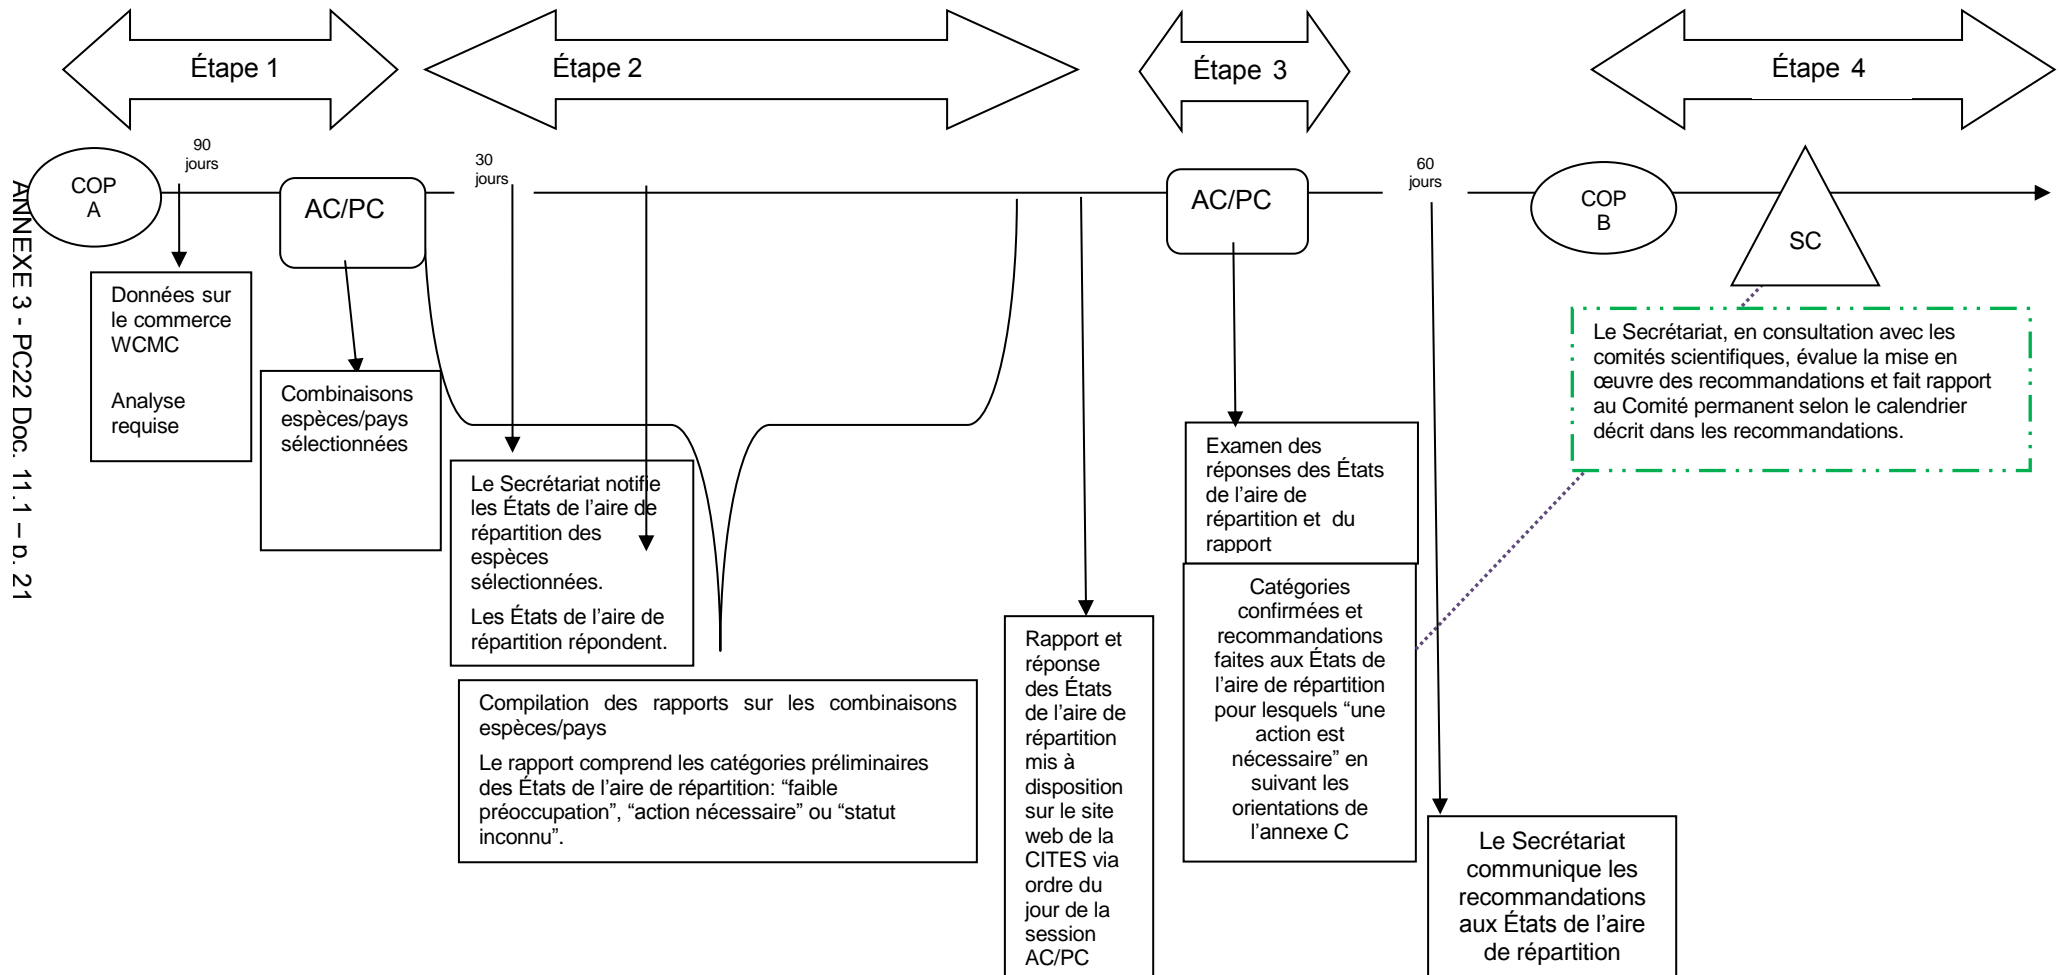 Étape 1
Étape 2
Étape 3
Étape 4
COP
A
90
jours
AC/PC
30
jours
AC/PC
60
jours
COP
B
SC
ANNEXE 3 - PC22 Doc. 11.1 – p. 21
Données sur
le commerce
WCMC
Analyse
requise
Combinaisons
espèces/pays
sélectionnées
Le Secrétariat notifie
les États de l’aire de
répartition des
espèces
sélectionnées.
Les États de l’aire de
répartition répondent.
Compilation des rapports sur les combinaisons
espèces/pays
Le rapport comprend les catégories préliminaires
des États de l’aire de répartition: “faible
préoccupation”, “action nécessaire” ou “statut
inconnu”.
Rapport et
réponse
des États
de l’aire de
répartition
mis à
disposition
sur le site
web de la
CITES via
ordre du
jour de la
session
AC/PC
Examen des
réponses des États
de l’aire de
répartition et du
rapport
Catégories
confirmées et
recommandations
faites aux États de
l’aire de répartition
pour lesquels “une
action est
nécessaire” en
suivant les
orientations de
l’annexe C
Le Secrétariat
communique les
recommandations
aux États de l’aire
de répartition
Le Secrétariat, en consultation avec les
comités scientifiques, évalue la mise en
œuvre des recommandations et fait rapport
au Comité permanent selon le calendrier
décrit dans les recommandations.